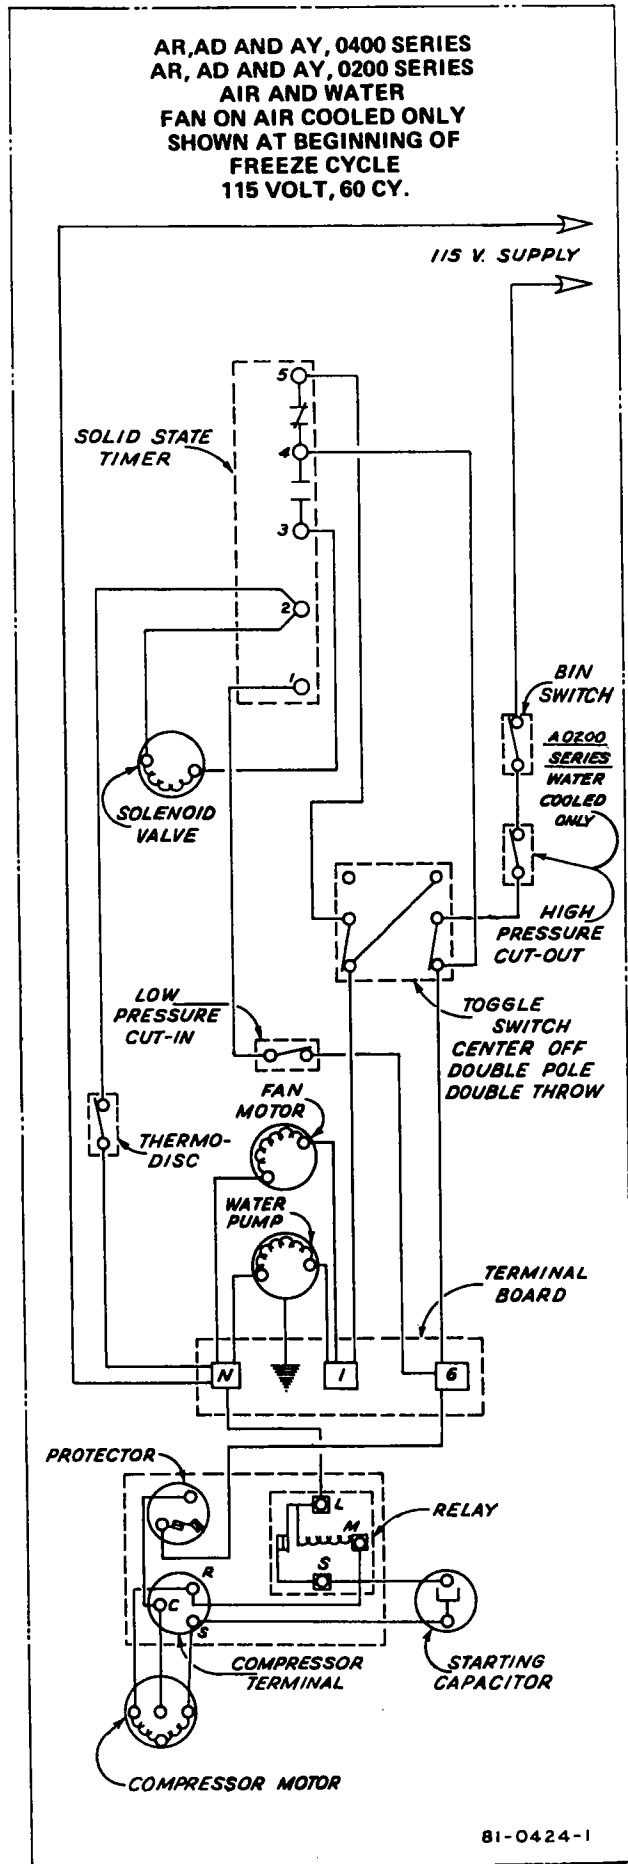 AR,AD AND AY, 0400 SERIES
AR, AD AND AY, 0200 SERIES
AIR AND WATER
FAN ON AIR COOLED ONLY
SHOWN AT BEGINNING OF
FREEZE CYCLE
115 VOLT, 60 CY.
115 V. SUPPLY
5
SOLID STATE
TIMER
4
3
2
1
BIN
SWITCH
A0200
SERIES
WATER
COOLED
ONLY
SOLENOID
VALVE
HIGH
PRESSURE
CUT-OUT
LOW
PRESSURE
CUT-IN
TOGGLE
SWITCH
CENTER OFF
DOUBLE POLE
DOUBLE THROW
FAN
MOTOR
THERMO-
DISC
WATER
PUMP
TERMINAL
BOARD
N
1
6
PROTECTOR
L
RELAY
M
S
R
C
S
COMPRESSOR
TERMINAL
STARTING
CAPACITOR
COMPRESSOR MOTOR
81-0424-1